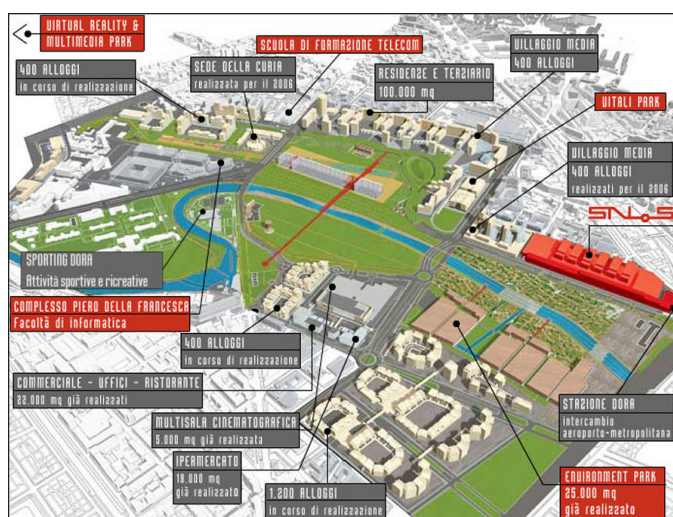 VIRTUAL REALITY &
MULTIMEDIA PARK
SCUOLA DI FORMAZIONE TELECOM
400 ALLOGGI
in corso di realizzazione
SEDE DELLA CURIA
realizzata per il 2006
RESIDENZE E TERZIARIO
100.000 mq
VILLAGGIO MEDIA
400 ALLOGGI
VITALI PARK
VILLAGGIO MEDIA
400 ALLOGGI
realizzati per il 2006
SNOS
SPORTING DORA
Attività sportive e ricreative
COMPLESSO PIERO DELLA FRANCESCA
Facoltà di informatica
400 ALLOGGI
in corso di realizzazione
COMMERCIALE - UFFICI - RISTORANTE
22.000 mq già realizzati
MULTISALA CINEMATOGRAFICA
5.000 mq già realizzata
IPERMERCATO
18.000 mq
già realizzato
1.200 ALLOGGI
in corso di realizzazione
STAZIONE DORA
intercambio
aeroporto-metropolitana
ENVIRONMENT PARK
25.000 mq
già realizzato